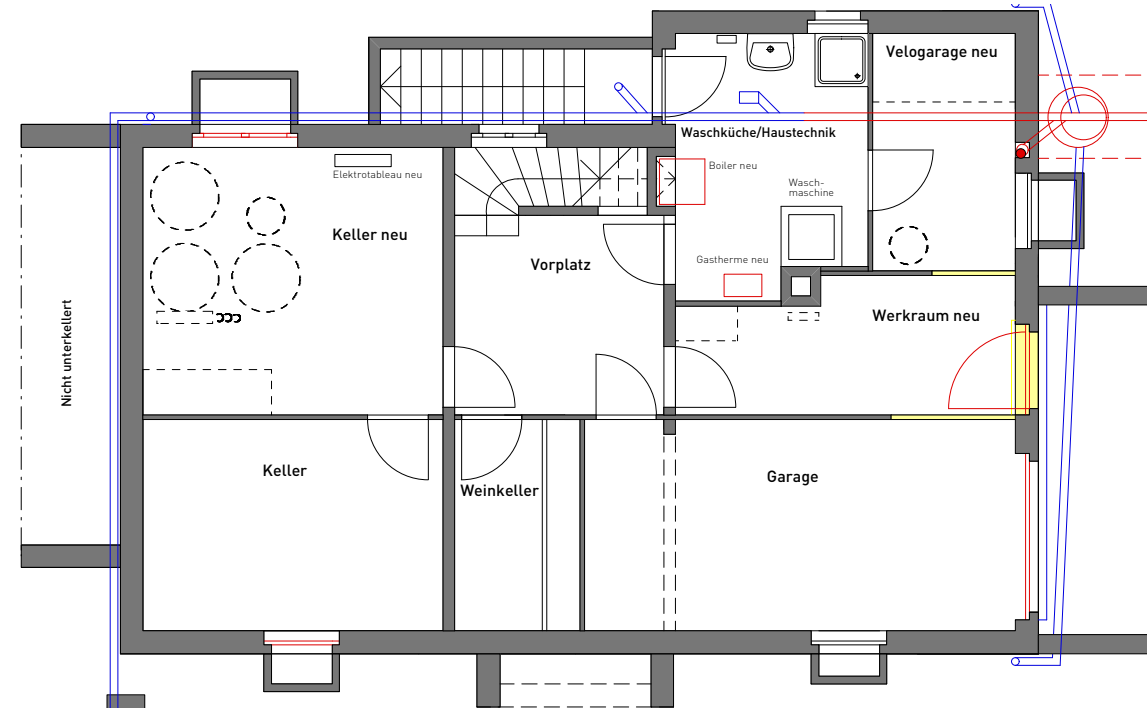 Velogarage neu
Waschküche/Haustechnik
Elektrotableau neu
Boiler neu
Wasch-
maschine
Keller neu
Vorplatz
Gastherme neu
Werkraum neu
Nicht unterkellert
Keller
Weinkeller
Garage